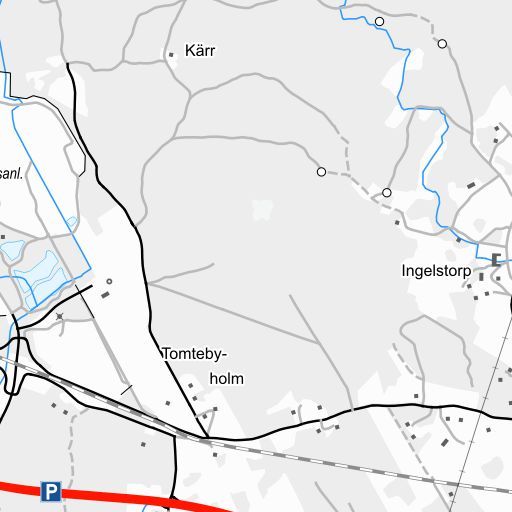 Kärr
sanl.
Ingelstorp
E
Tomteby-
holm
P